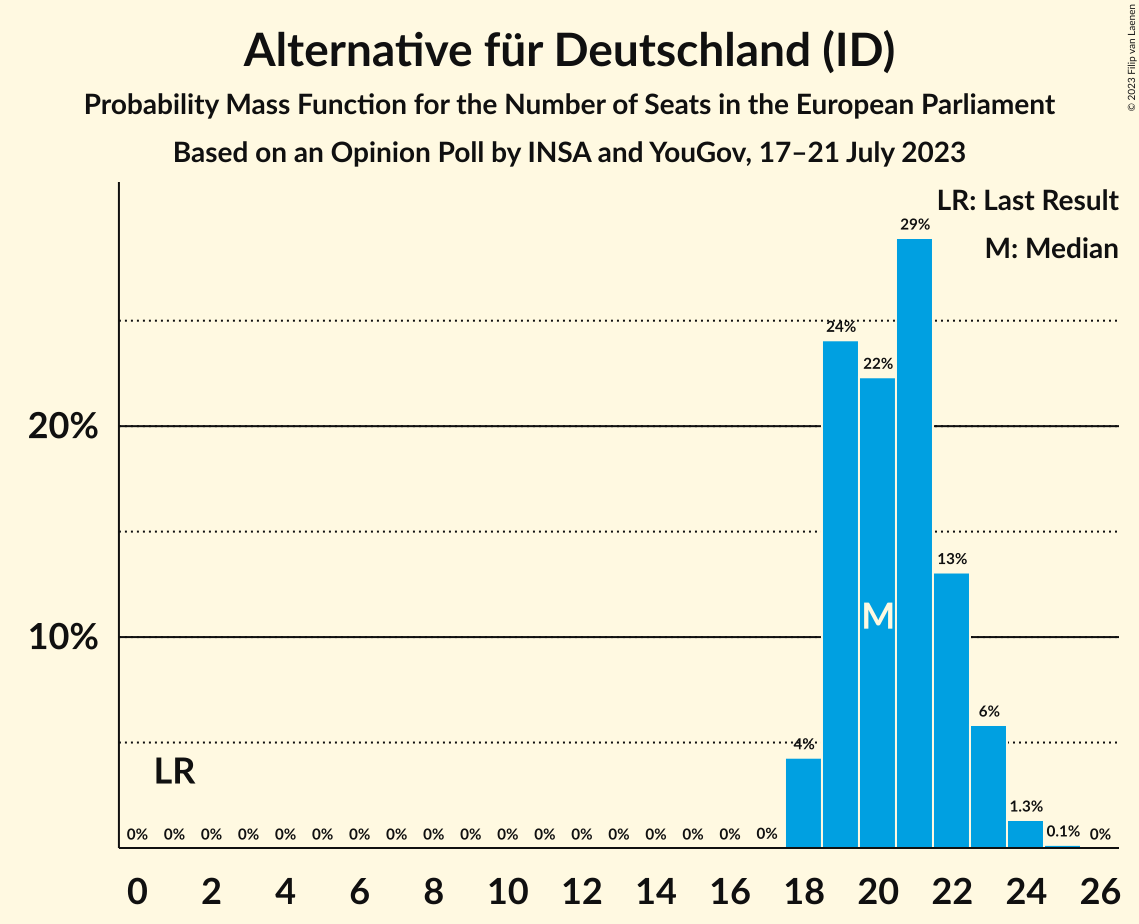 Alternative für Deutschland (ID)
Probability Mass Function for the Number of Seats in the European Parliament
Based on an Opinion Poll by INSA and YouGov, 17–21 July 2023
© 2023 Filip van Laenen
LR: Last Result
M: Median
29%
24%
22%
20%
13%
M
10%
6%
4%
LR
1.3%
0% 0% 0% 0% 0% 0% 0% 0% 0% 0% 0% 0% 0% 0% 0% 0% 0% 0% 0.1% 0%
0 2 4 6 8 10 12 14 16 18 20 22 24 26